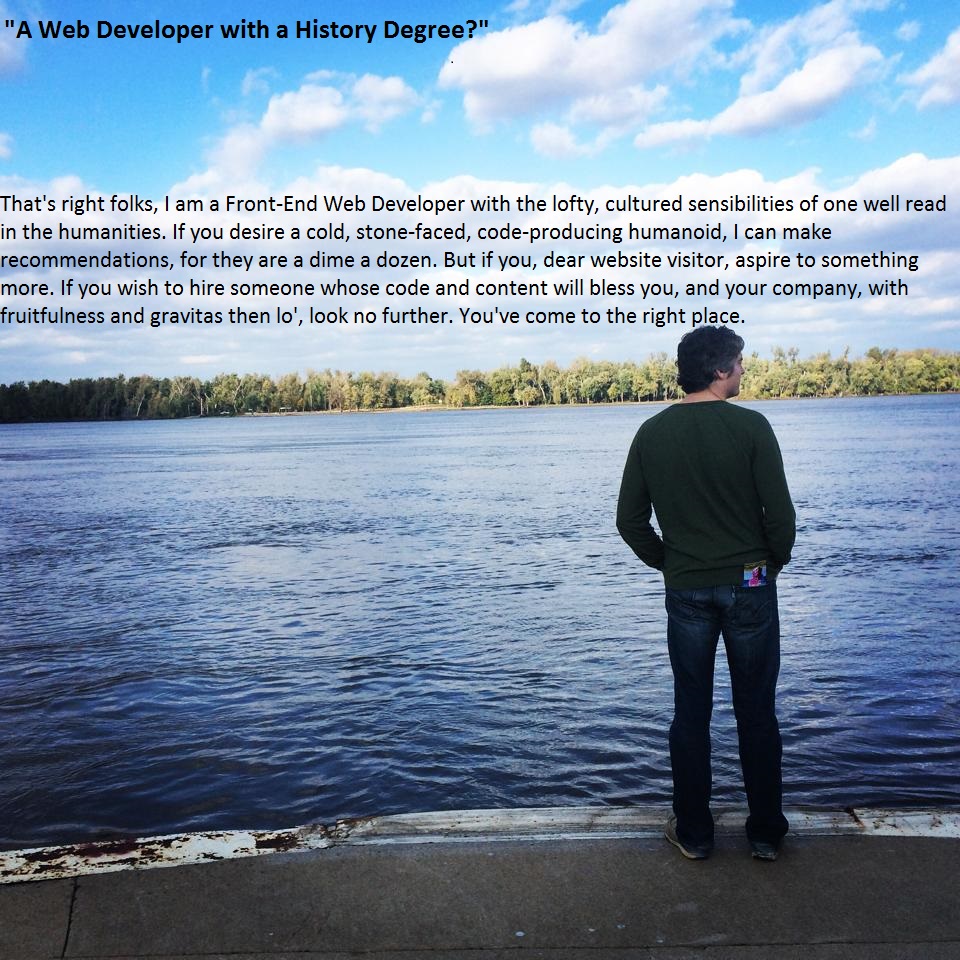 "A Web Developer with a History Degree?"
.
That's right folks, I am a Front-End Web Developer with the lofty, cultured sensibilities of one well read
in the humanities. If you desire a cold, stone-faced, code-producing humanoid, I can make
recommendations, for they are a dime a dozen. But if you, dear website visitor, aspire to something
more. If you wish to hire someone whose code and content will bless you, and your company, with
fruitfulness and gravitas then lo', look no further. You've come to the right place.